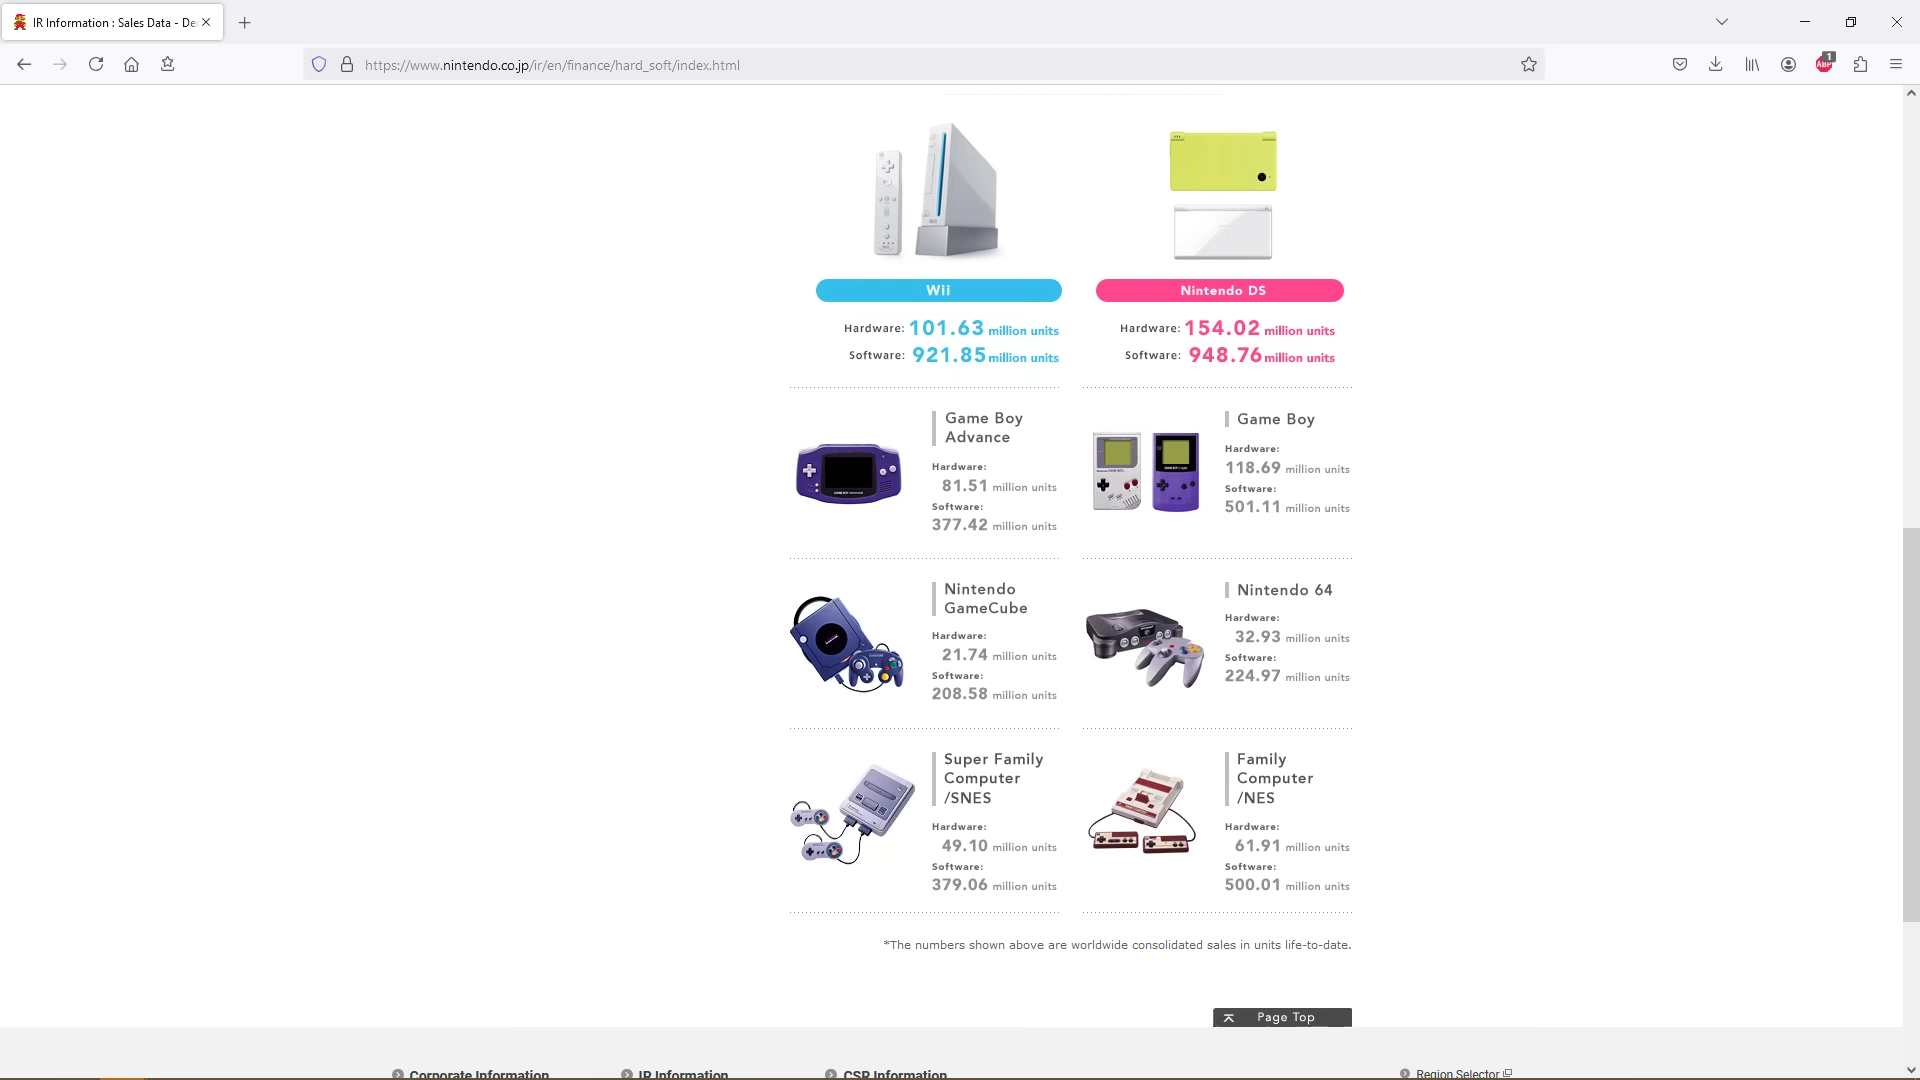 IR Information : Sales Data - De
https://www.nintendo.co.jp/ir/en/finance/hard_soft/index.html
ABP
1
Wii
Hardware: 101.63 million units
Software: 921.85 million units
Nintendo DS
Hardware: 154.02 million units
Software: 948.76 million units
Game Boy
Advance
Hardware:
81.51 million units
Software:
377.42 million units
Game Boy
Hardware:
118.69 million units
Software:
501.11 million units
Nintendo
GameCube
Hardware:
21.74 million units
Software:
208.58 million units
Nintendo 64
Hardware:
32.93 million units
Software:
224.97 million units
Super Family
Computer
/SNES
Hardware:
49.10 million units
Software:
379.06 million units
Family
Computer
/NES
Hardware:
61.91 million units
Software:
500.01 million units
*The numbers shown above are worldwide consolidated sales in units life-to-date.
Page Top
Corporate Information
IR Information
CSR Information
Region Selector